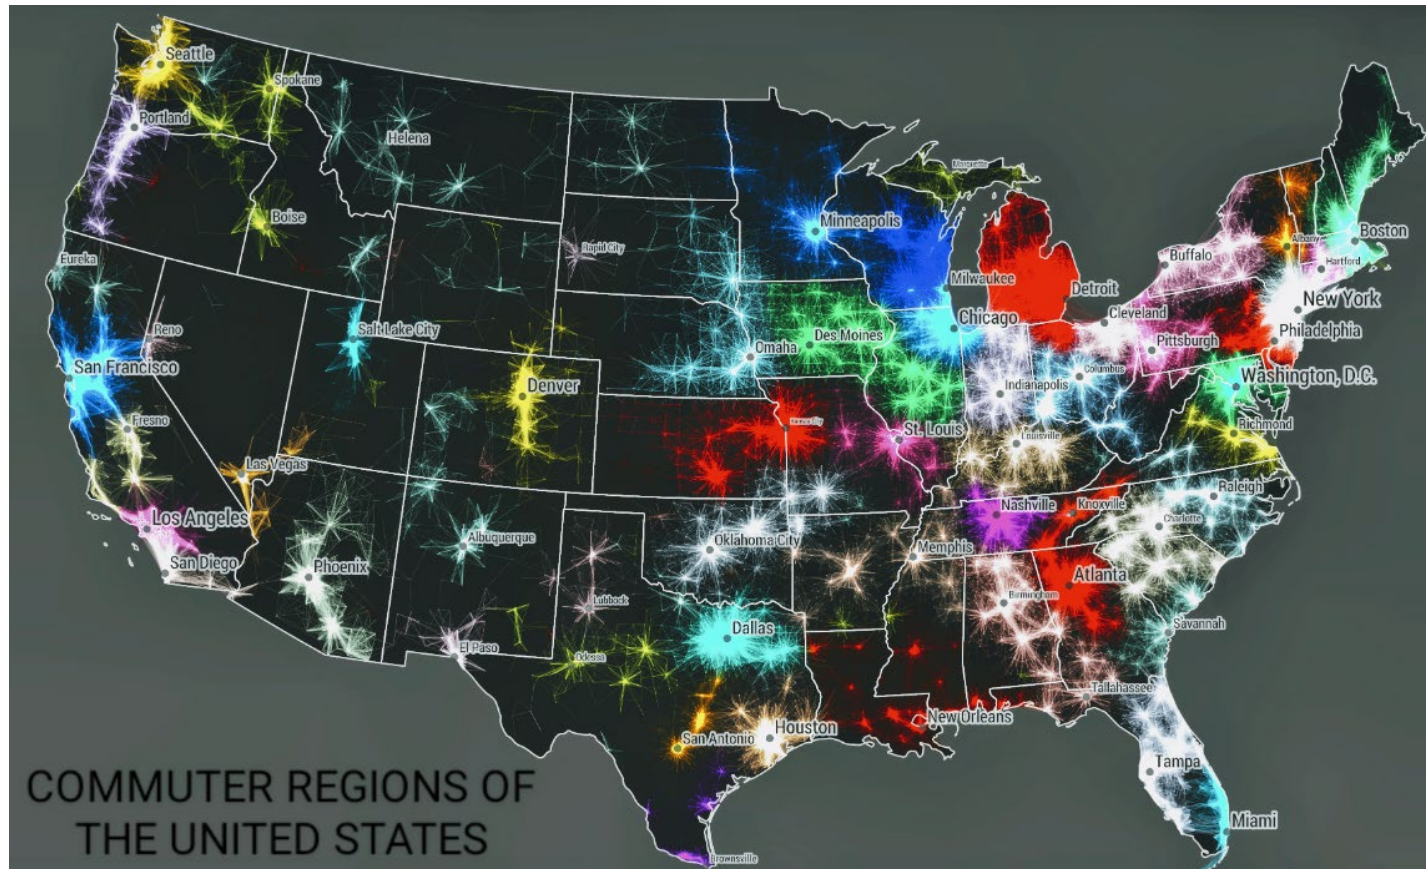 Seattle
Spokane
Portland
Helena
Boise
Rapid City
Minneapolis
Marquette
Milwaukee
Detroit
Buffalo
Albany
Boston
Hartford
New York
Philadelphia
Cleveland
Pittsburgh
Chicago
Des Moines
Omaha
Eureka
Reno
Salt Lake City
San Francisco
Denver
Fresno
Las Vegas
Kansas City
St. Louis
Indianapolis
Columbus
Washington, D.C.
Richmond
Louisville
Los Angeles
San Diego
Phoenix
Albuquerque
Oklahoma City
Nashville
Knoxville
Raleigh
Charlotte
Memphis
Atlanta
Birmingham
Savannah
Lubbock
Dallas
El Paso
Odessa
Tallahassee
New Orleans
Houston
San Antonio
Tampa
Miami
Brownsville
COMMUTER REGIONS OF
THE UNITED STATES